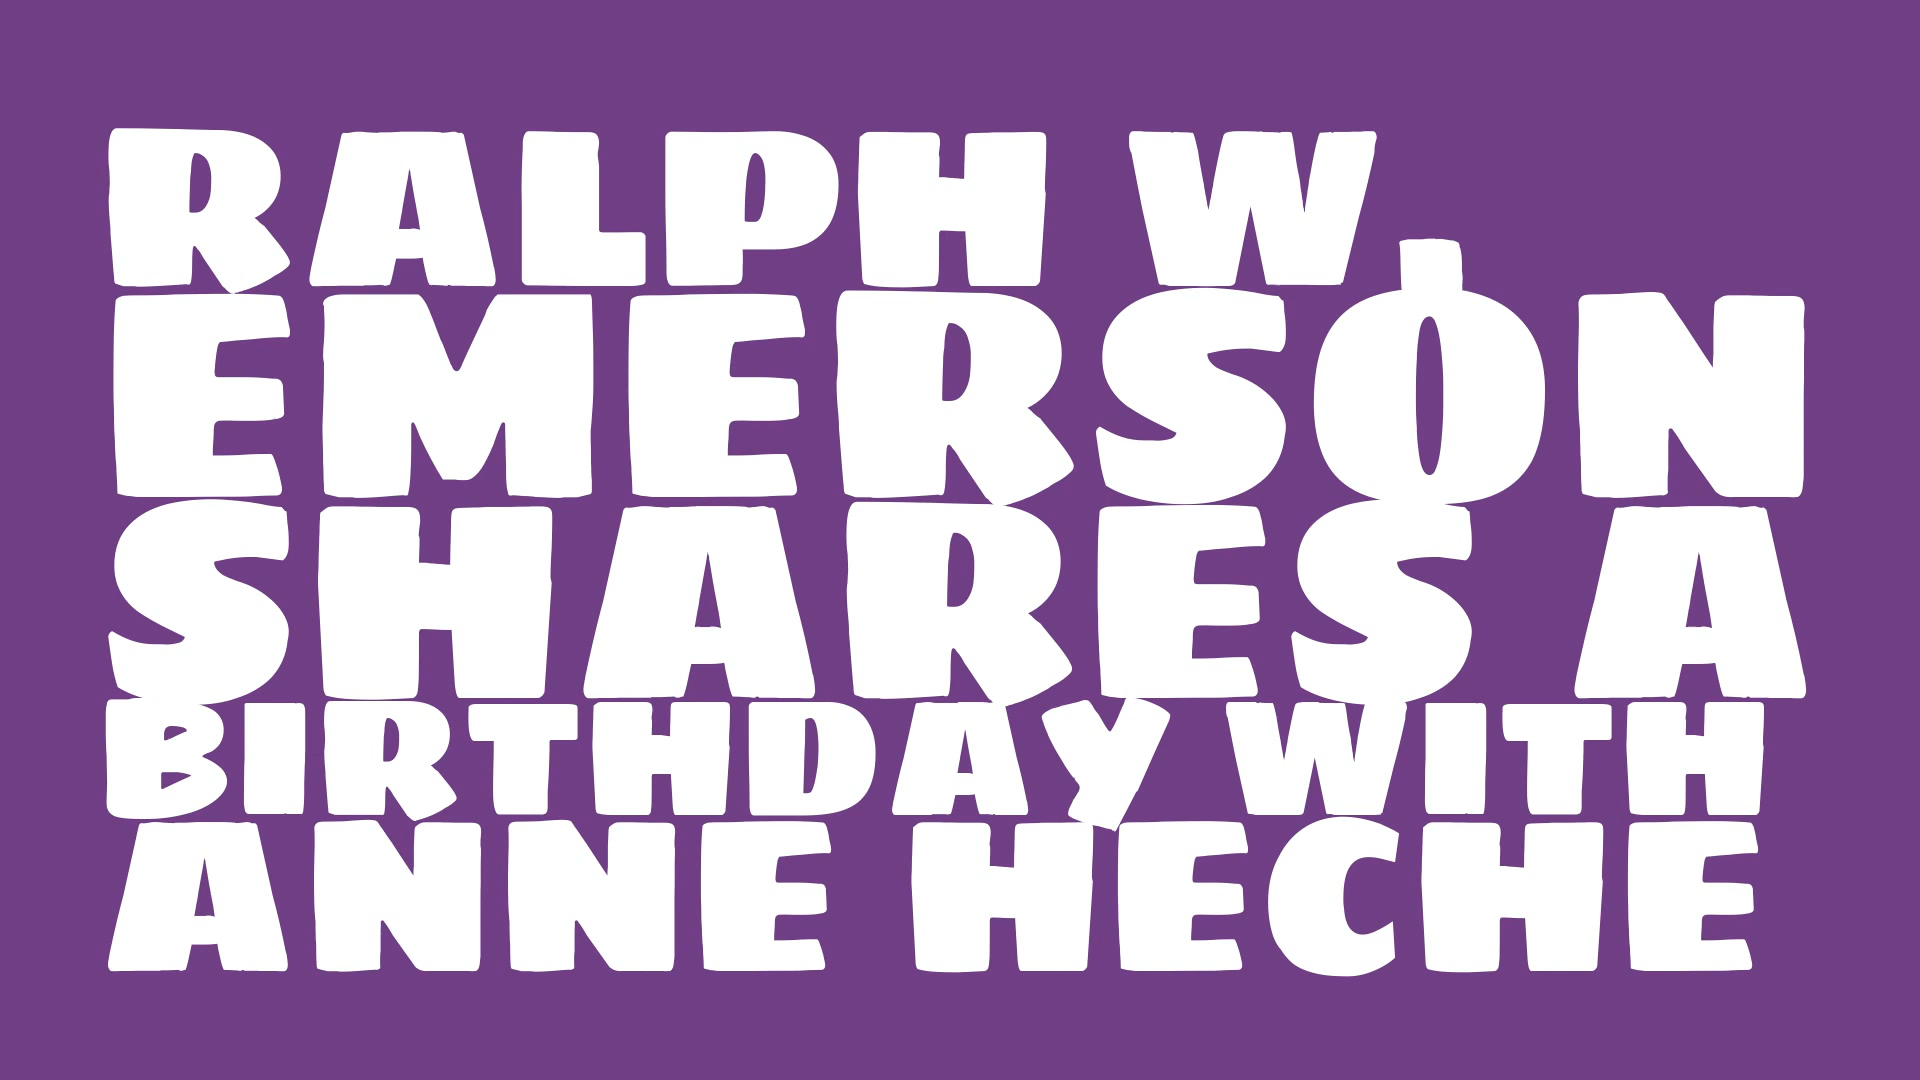 RALPH W.
EMERSON
SHARES A
BIRTHDAY WITH
ANNE HECHE